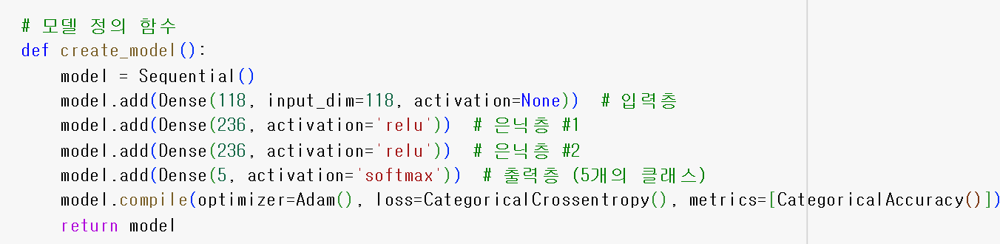 # 모델 정의 함수
def create_model():
    model = Sequential()
    model.add(Dense(118, input_dim=118, activation=None))  # 입력층
    model.add(Dense(236, activation='relu'))  # 은닉층 #1
    model.add(Dense(236, activation='relu'))  # 은닉층 #2
    model.add(Dense(5, activation='softmax'))  # 출력층 (5개의 클래스)
    model.compile(optimizer=Adam(), loss=CategoricalCrossentropy(), metrics=[CategoricalAccuracy()])
    return model